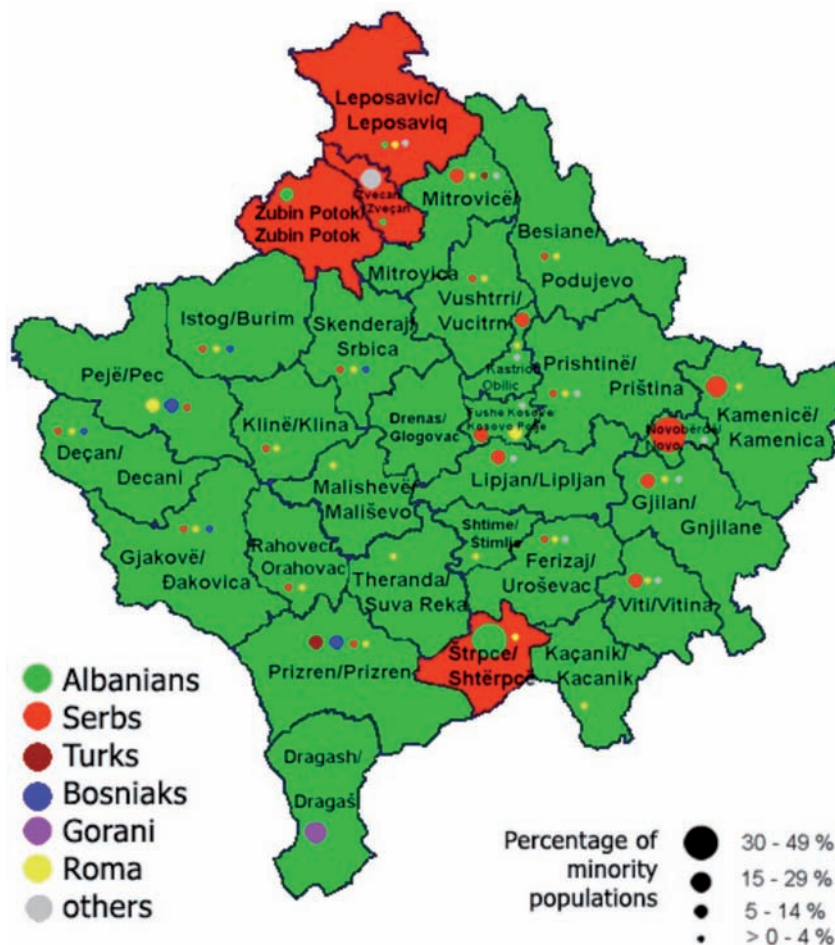 Leposavic/
Leposaviq
Zvecan/
Zveçan
Zubin Potok/
Zubin Potok
Mitrovicë/
Mitrovica
Besiane/
Podujevo
Vushtrri/
Vucitrn
Istog/Burim
Skenderaj/
Srbica
Kastriot/
Obilic
Prishtinë/
Priština
Pejë/Pec
Klinë/Klina
Drenas/
Glogovac
Fushe Kosove/
Kosovo Polje
Novobërdë/
Novo
Kamenicë/
Kamenica
Deçan/
Decani
Malishevë/
Mališevo
Lipjan/Lipljan
Gjilan/
Gnjilane
Gjakovë/
Đakovica
Rahovec/
Orahovac
Shtime/
Štimlje
Theranda/
Suva Reka
Ferizaj/
Uroševac
Viti/Vitina
Prizren/Prizren
Štrpce/
Shtërpcë
Kaçanik/
Kacanik
Dragash/
Dragaš
Albanians
Serbs
Turks
Bosniaks
Gorani
Roma
others
Percentage of
minority
populations
30 - 49 %
15 - 29 %
5 - 14 %
> 0 - 4 %